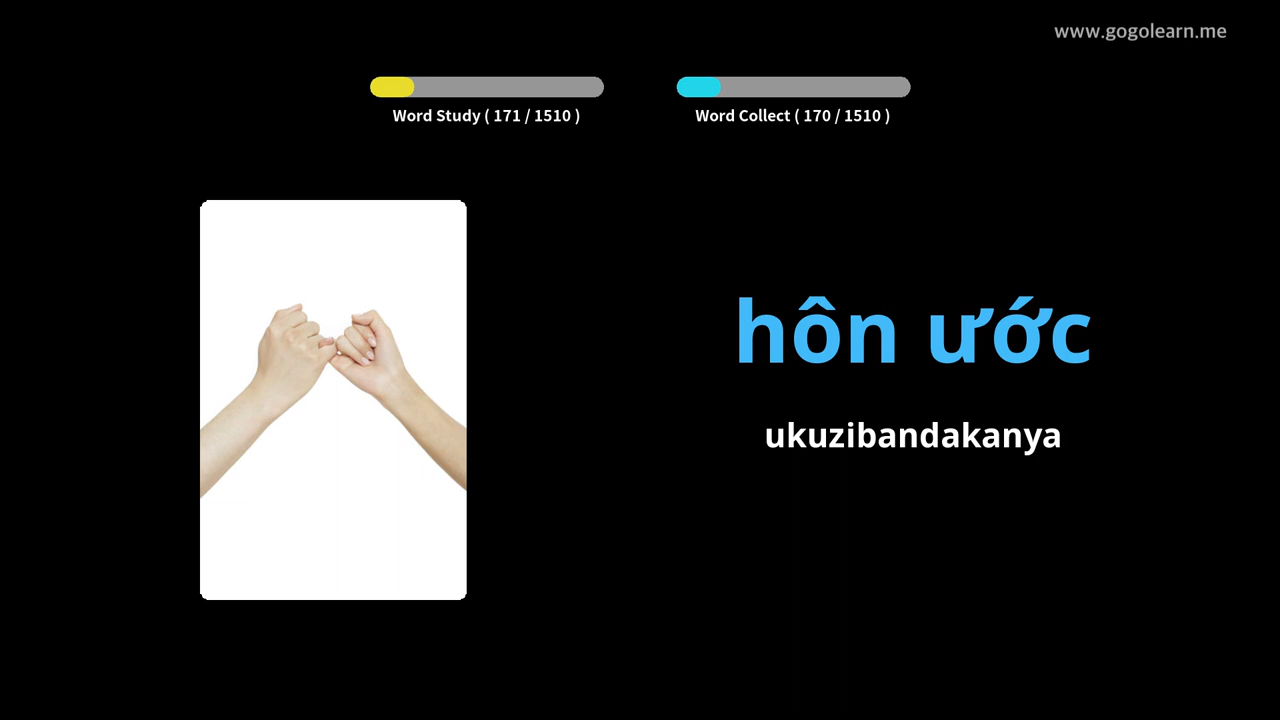 www.gogolearn.me
Word Study ( 171 / 1510 )
Word Collect ( 170 / 1510 )
hôn ước
ukuzibandakanya